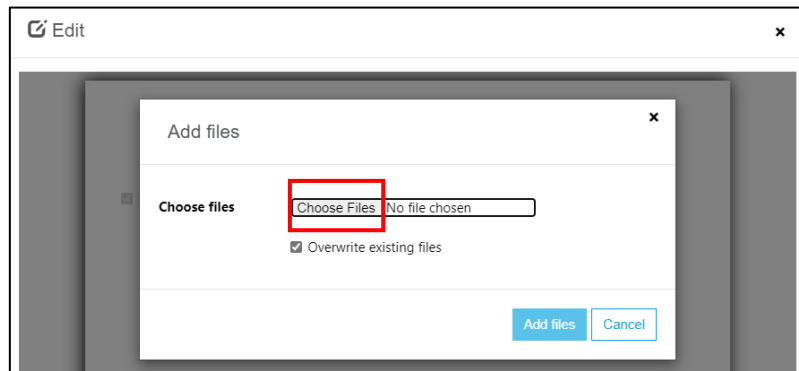 Edit
×
Add files
×
Choose files
Choose Files No file chosen
Overwrite existing files
Add files
Cancel